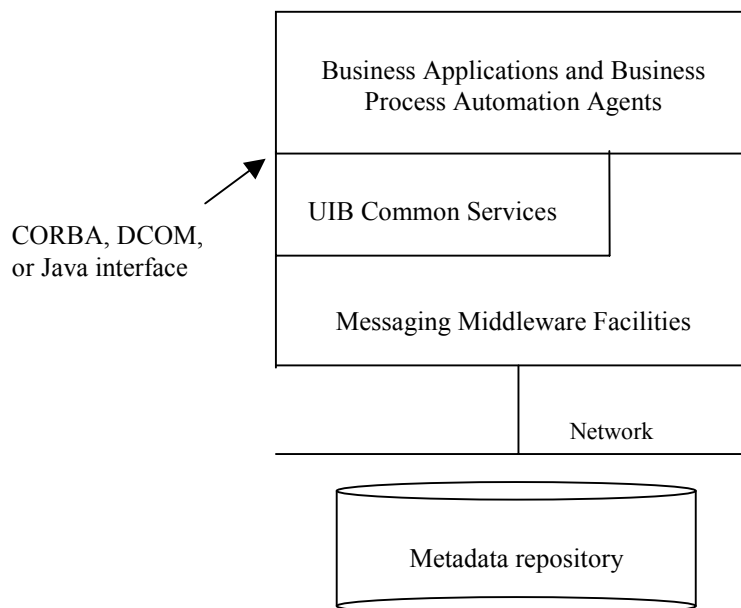 Business Applications and Business
Process Automation Agents
UIB Common Services
CORBA, DCOM,
or Java interface
Messaging Middleware Facilities
Network
Metadata repository